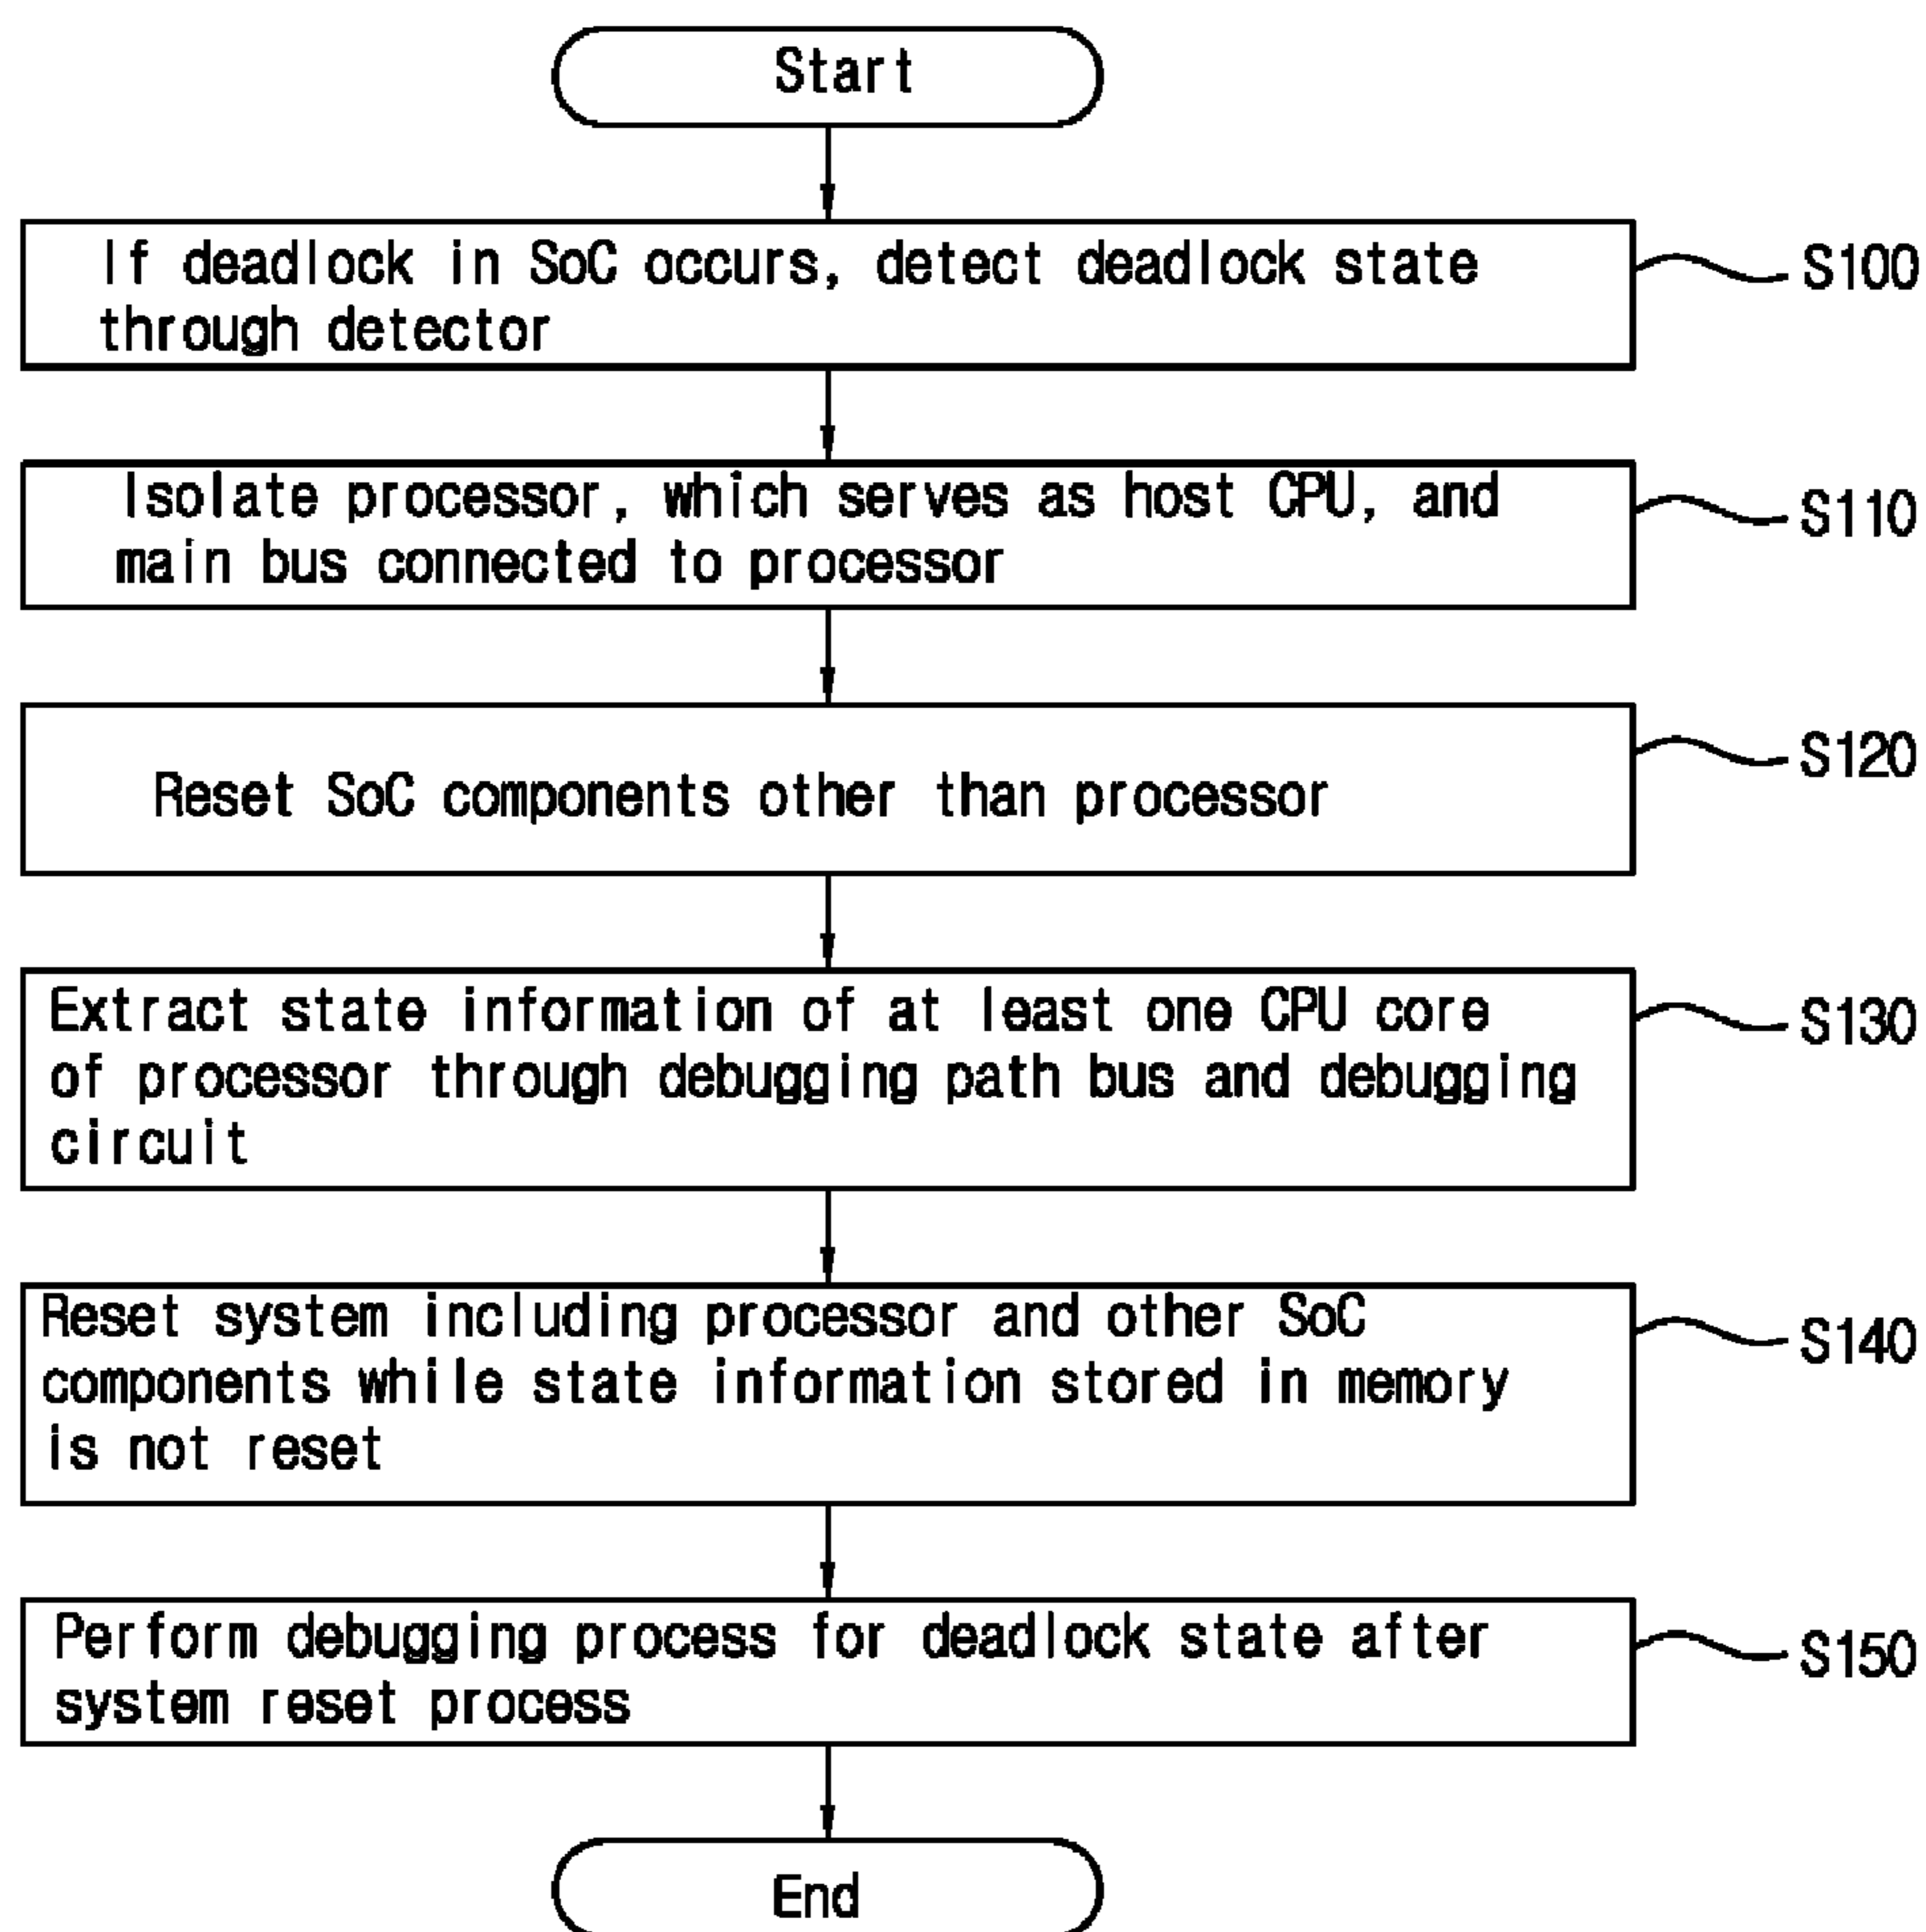 Start
If deadlock in SoC occurs, detect deadlock state
through detector
S100
Isolate processor, which serves as host CPU, and
main bus connected to processor
S110
Reset SoC components other than processor
S120
Extract state information of at least one CPU core
of processor through debugging path bus and debugging
circuit
S130
Reset system including processor and other SoC
components while state information stored in memory
is not reset
S140
Perform debugging process for deadlock state after
system reset process
S150
End